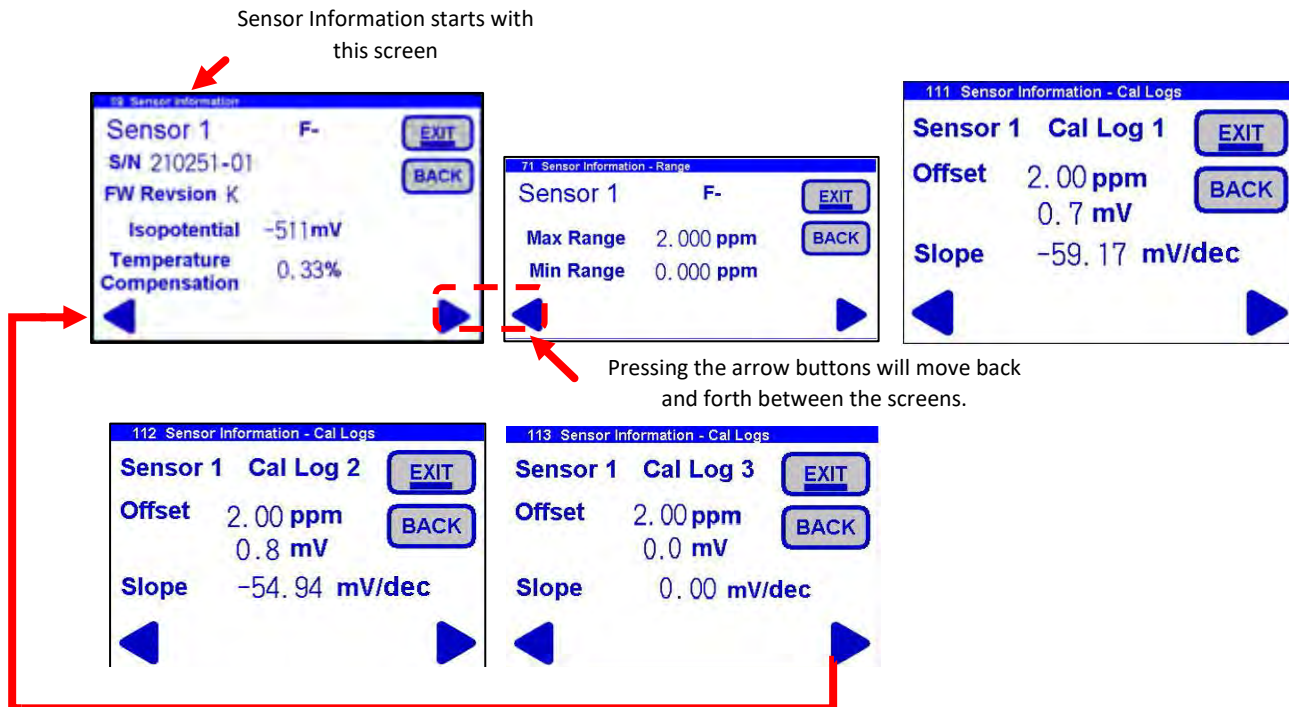 Sensor Information starts with
this screen
Sensor Information
Sensor 1 F- EXIT
S/N 210251-01
BACK
FW Revsion K
Isopotential -511mV
Temperature
Compensation 0.33%
71 Sensor Information - Range
Sensor 1 F- EXIT
Max Range 2.000 ppm BACK
Min Range 0.000 ppm
111 Sensor Information - Cal Logs
Sensor 1 Cal Log 1 EXIT
Offset 2.00 ppm BACK
0.7 mV
Slope -59.17 mV/dec
Pressing the arrow buttons will move back
and forth between the screens.
112 Sensor Information - Cal Logs
Sensor 1 Cal Log 2 EXIT
Offset 2.00 ppm BACK
0.8 mV
Slope -54.94 mV/dec
113 Sensor Information - Cal Logs
Sensor 1 Cal Log 3 EXIT
Offset 2.00 ppm BACK
0.0 mV
Slope 0.00 mV/dec